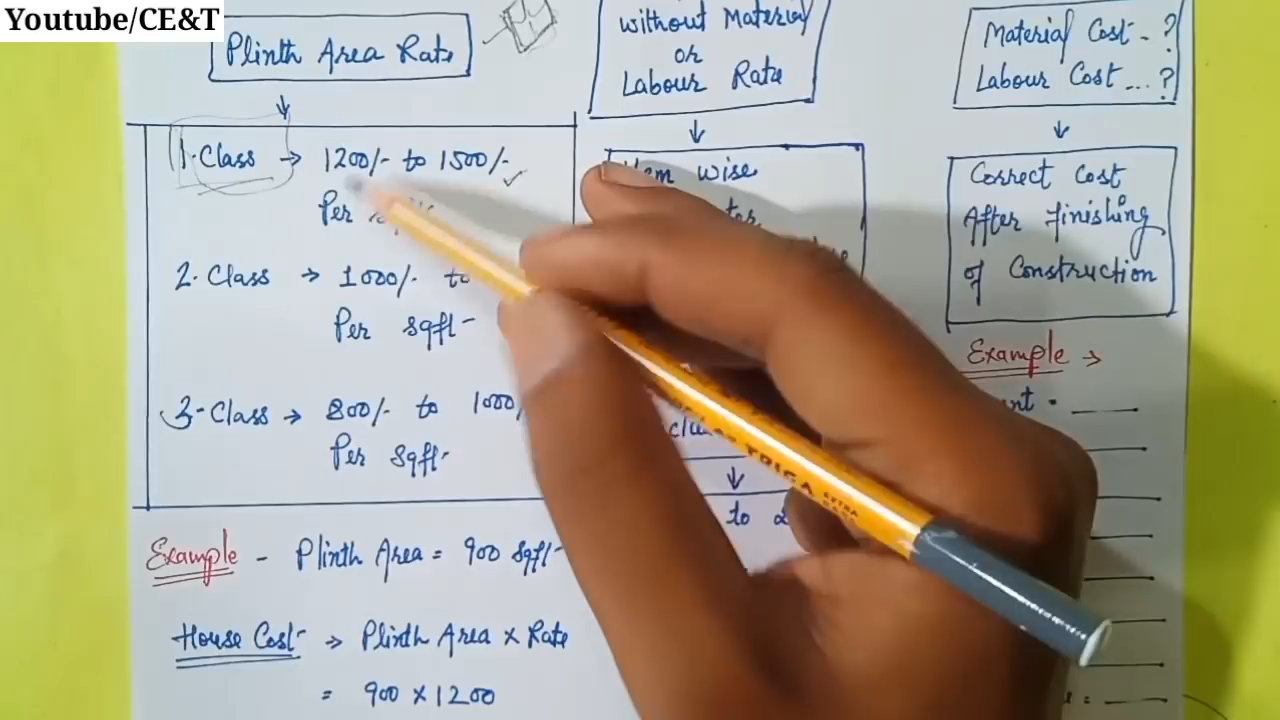 Youtube/CE&T
Plinth Area Rate
1. Class → 1200/- to 1500/-
Per
2. Class → 1000/- to
Per sqft
3. Class → 800/- to 1000/
Per sqft
Example - Plinth Area = 900 sqft
House Cost → Plinth Area × Rate
= 900 × 1200
without Material
or
Labour Rate
wise
to
Material Cost - ?
Labour Cost ... ?
Correct Cost
After finishing
of Construction
Example →